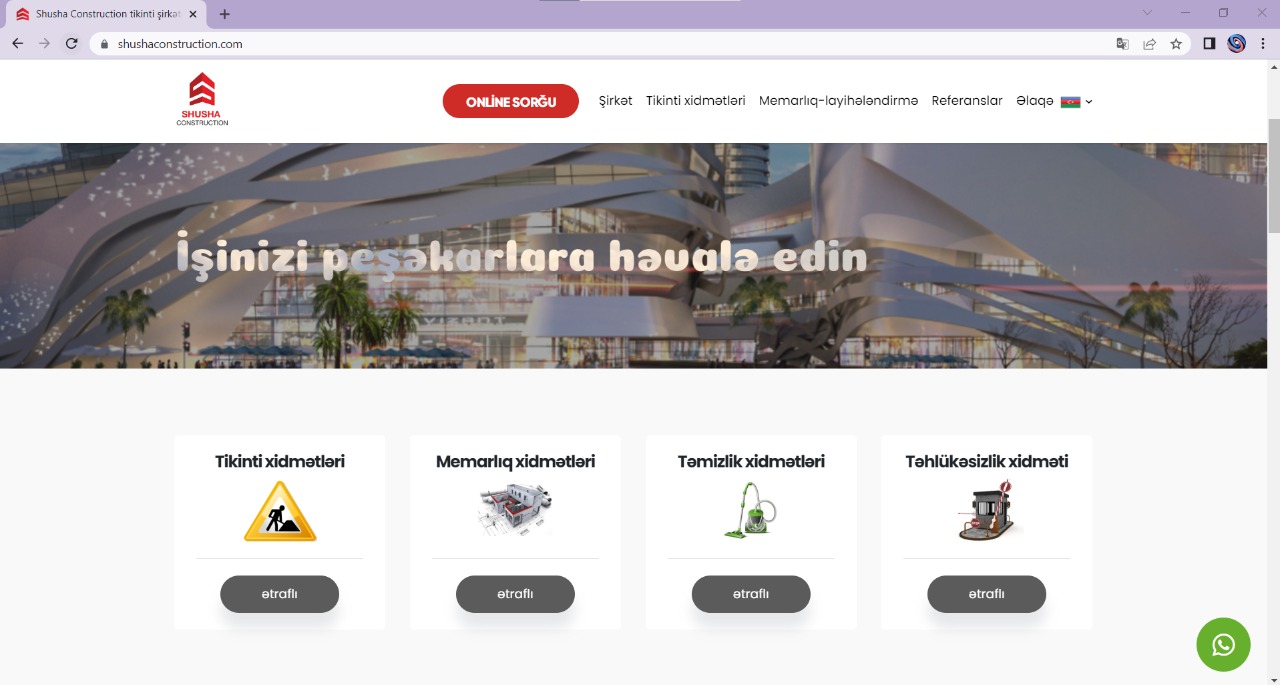 Shusha Construction tikinti şirkət
shushaconstruction.com
SHUSHA
CONSTRUCTION
ONLİNE SORĞU
Şirkət
Tikinti xidmətləri
Memarlıq-layihələndirmə
Referanslar
Əlaqə
İşinizi peşəkarlara həvalə edin
Tikinti xidmətləri
Memarlıq xidmətləri
Təmizlik xidmətləri
Təhlükəsizlik xidməti
ətraflı
ətraflı
ətraflı
ətraflı